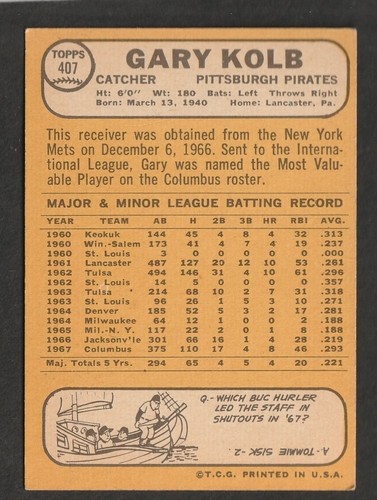 TOPPS
407
GARY KOLB
CATCHER PITTSBURGH PIRATES
Ht: 6'0" Wt: 180 Bats: Left Throws Right
Born: March 13, 1940 Home: Lancaster, Pa.
This receiver was obtained from the New York
Mets on December 6, 1966. Sent to the Interna-
tional League, Gary was named the Most Valu-
able Player on the Columbus roster.
MAJOR & MINOR LEAGUE BATTING RECORD
YEAR TEAM AB H 2B 3B HR RBI AVG.
1960 Keokuk 144 45 4 8 4 32 .313
1960 Win.-Salem 173 41 4 7 4 19 .237
1960 St. Louis 3 0 0 0 0 0 .000
1961 Lancaster 487 127 20 12 10 53 .261
1962 Tulsa 494 146 31 4 10 61 .296
1962 St. Louis 14 5 0 0 0 0 .357
1963 Tulsa 214 68 10 2 7 31 .318
1963 St. Louis 96 26 1 5 3 10 .271
1964 Denver 185 52 5 4 5 24 .281
1964 Milwaukee 64 12 1 0 0 2 .188
1965 Mil.-N. Y. 117 22 2 0 1 8 .188
1966 Jacksonv'le 301 66 16 1 4 28 .219
1967 Columbus 375 110 17 4 8 46 .293
Maj. Totals 5 Yrs. 294 65 4 5 4 20 .221
Q.- WHICH BUC HURLER
LED THE STAFF IN
SHUTOUTS IN '67?
A.- TOMMIE SISK - 2.
©T.C.G. PRINTED IN U.S.A.